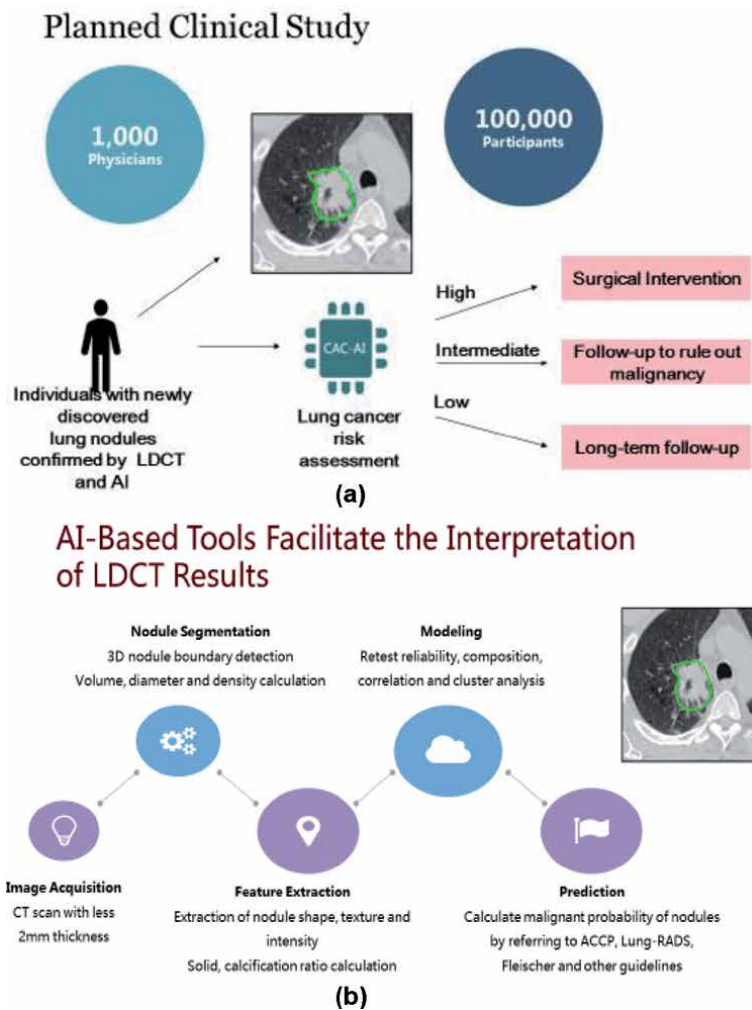 Planned Clinical Study
1,000
Physicians
100,000
Participants
High
Surgical Intervention
CAC-AI
Intermediate
Follow-up to rule out
malignancy
Low
Individuals with newly
discovered
lung nodules
confirmed by LDCT
and AI
Lung cancer
risk
assessment
Long-term follow-up
(a)
AI-Based Tools Facilitate the Interpretation
of LDCT Results
Nodule Segmentation
3D nodule boundary detection
Volume, diameter and density calculation
Modeling
Retest reliability, composition,
correlation and cluster analysis
Image Acquisition
CT scan with less
2mm thickness
Feature Extraction
Extraction of nodule shape, texture and
intensity
Solid, calcification ratio calculation
Prediction
Calculate malignant probability of nodules
by referring to ACCP, Lung-RADS,
Fleischer and other guidelines
(b)